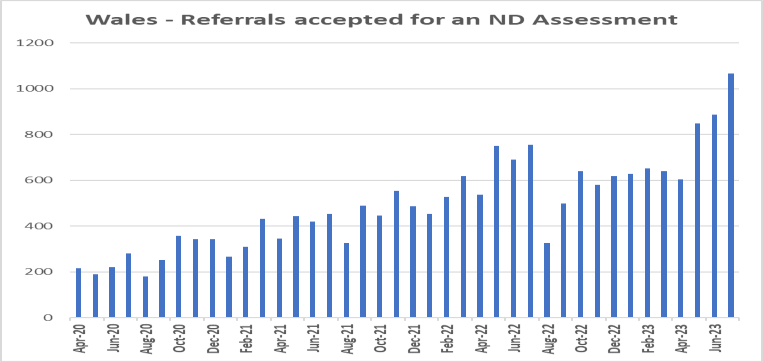 Wales - Referrals accepted for an ND Assessment
1200
1000
800
600
400
200
0
Apr-20
Jun-20
Aug-20
Oct-20
Dec-20
Feb-21
Apr-21
Jun-21
Aug-21
Oct-21
Dec-21
Feb-22
Apr-22
Jun-22
Aug-22
Oct-22
Dec-22
Feb-23
Apr-23
Jun-23